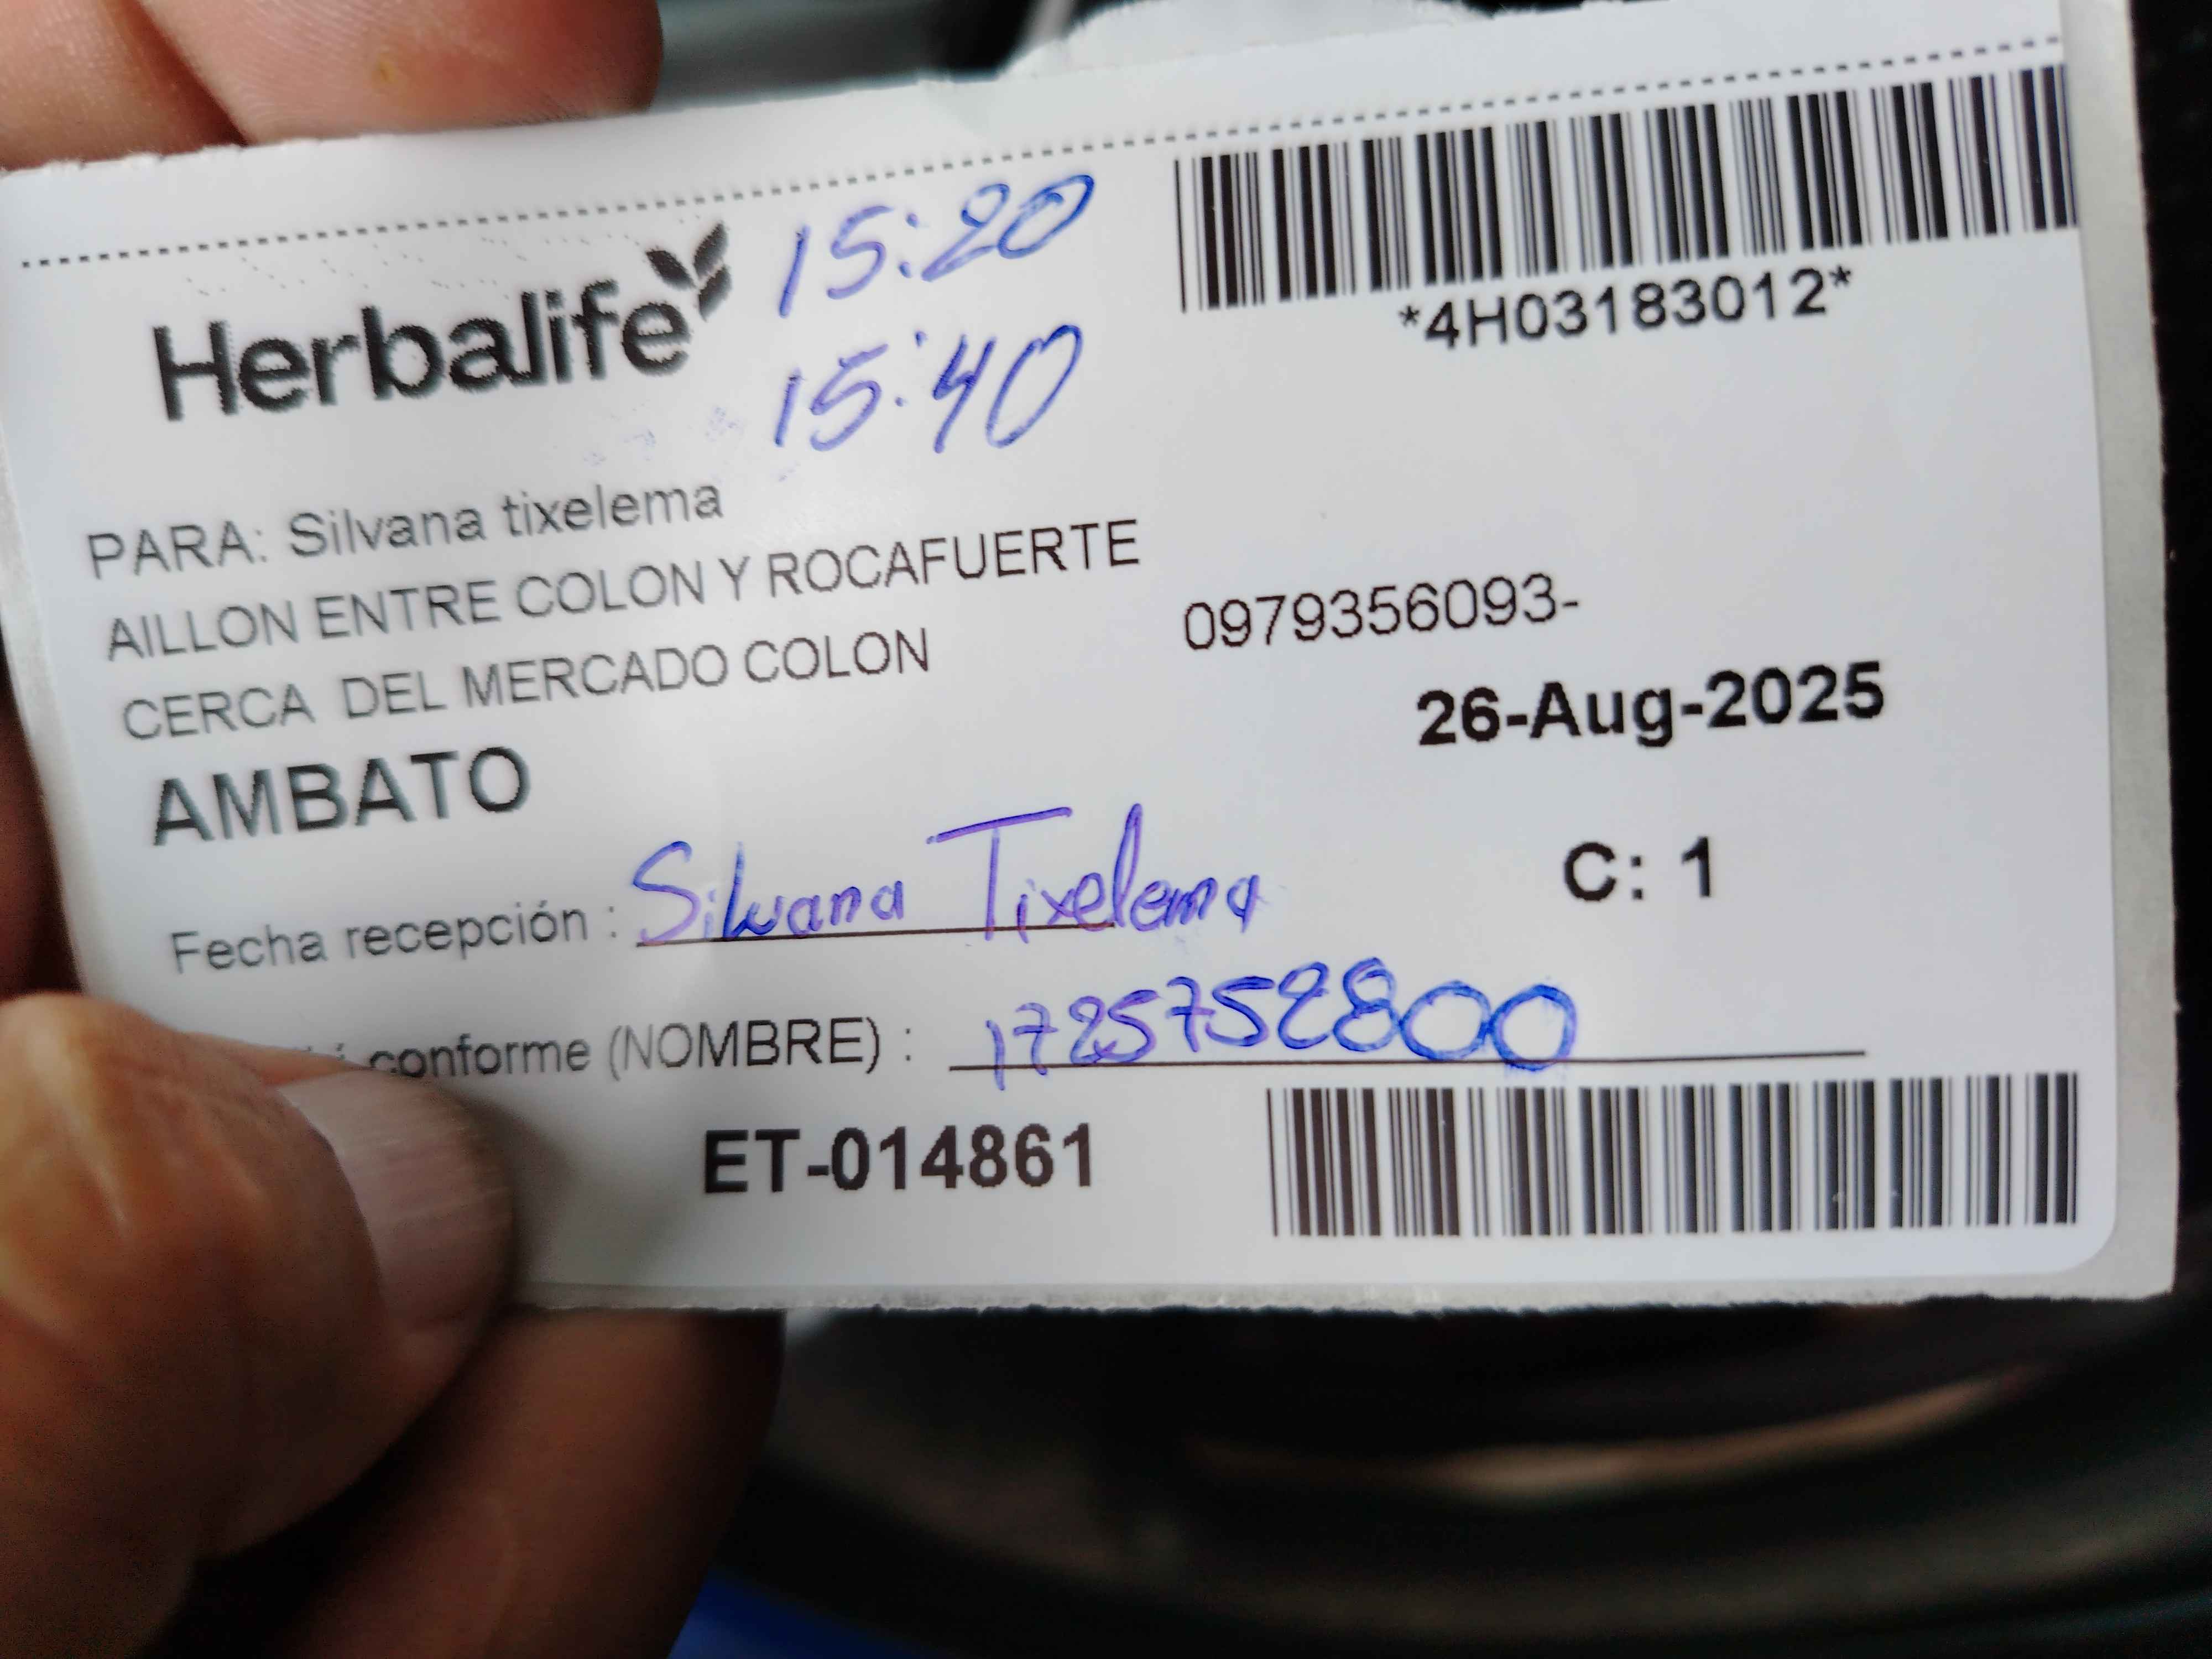 Herbalife
15:20
15:40
*4H03183012*
PARA: Silvana tixelema
AILLON ENTRE COLON Y ROCAFUERTE
0979356093-
CERCA DEL MERCADO COLON
26-Aug-2025
AMBATO
C: 1
Fecha recepción : Silvana Tixelema
conforme (NOMBRE) : 1725752800
ET-014861